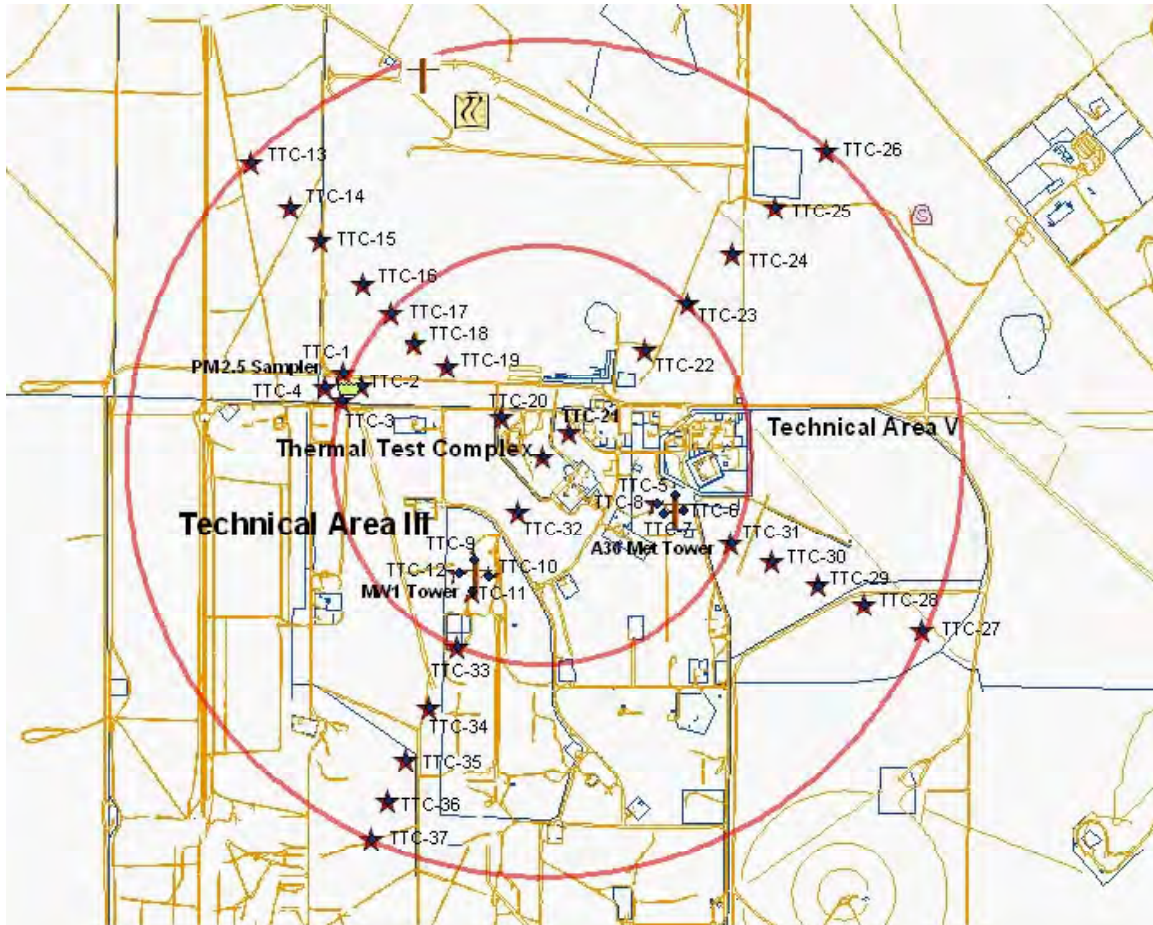 TTC-13
TTC-26
TTC-14
TTC-25
TTC-15
TTC-24
TTC-16
TTC-23
TTC-17
TTC-18
TTC-22
TTC-1
TTC-19
PM2.5 Sampler
TTC-4
TTC-2
TTC-3
TTC-20
TTC-21
Technical Area V
Thermal Test Complex
TTC-5
TTC-8
TTC-6
TTC-7
Technical Area III
TTC-32
TTC-31
A36 Met Tower
TTC-9
TTC-30
TTC-12
TTC-10
MW1 Tower
TTC-11
TTC-29
TTC-28
TTC-27
TTC-33
TTC-34
TTC-35
TTC-36
TTC-37